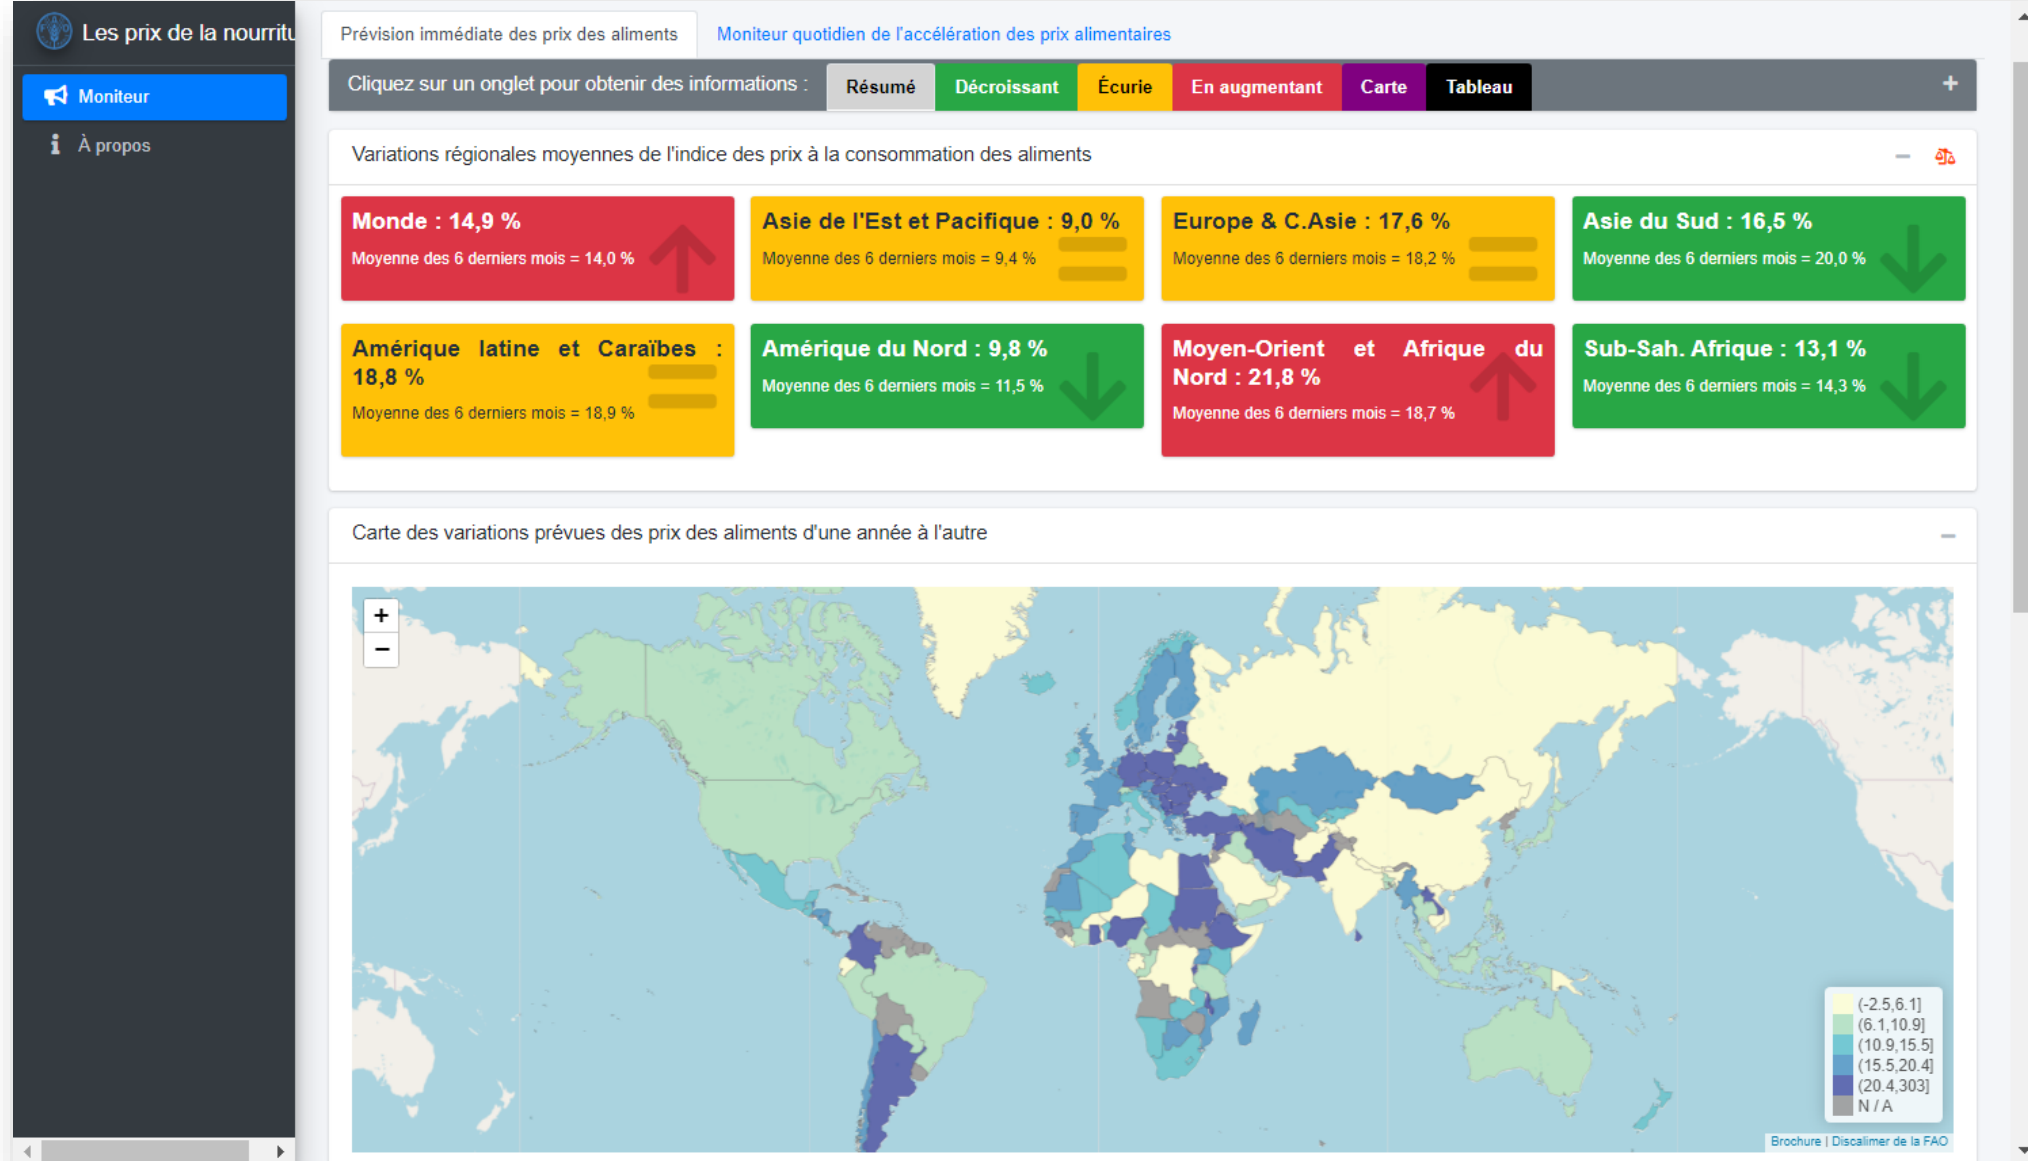 Les prix de la nourritu
Moniteur
À propos
Prévision immédiate des prix des aliments
Moniteur quotidien de l'accélération des prix alimentaires
Cliquez sur un onglet pour obtenir des informations :
Résumé
Décroissant
Écurie
En augmentant
Carte
Tableau
Variations régionales moyennes de l'indice des prix à la consommation des aliments
Monde : 14,9 %
Moyenne des 6 derniers mois = 14,0 %
Asie de l'Est et Pacifique : 9,0 %
Moyenne des 6 derniers mois = 9,4 %
Europe & C.Asie : 17,6 %
Moyenne des 6 derniers mois = 18,2 %
Asie du Sud : 16,5 %
Moyenne des 6 derniers mois = 20,0 %
Amérique latine et Caraïbes :
18,8 %
Moyenne des 6 derniers mois = 18,9 %
Amérique du Nord : 9,8 %
Moyenne des 6 derniers mois = 11,5 %
Moyen-Orient et Afrique du
Nord : 21,8 %
Moyenne des 6 derniers mois = 18,7 %
Sub-Sah. Afrique : 13,1 %
Moyenne des 6 derniers mois = 14,3 %
Carte des variations prévues des prix des aliments d'une année à l'autre
+
−
(-2.5,6.1]
(6.1,10.9]
(10.9,15.5]
(15.5,20.4]
(20.4,303]
N / A
Brochure | Discalimer de la FAO